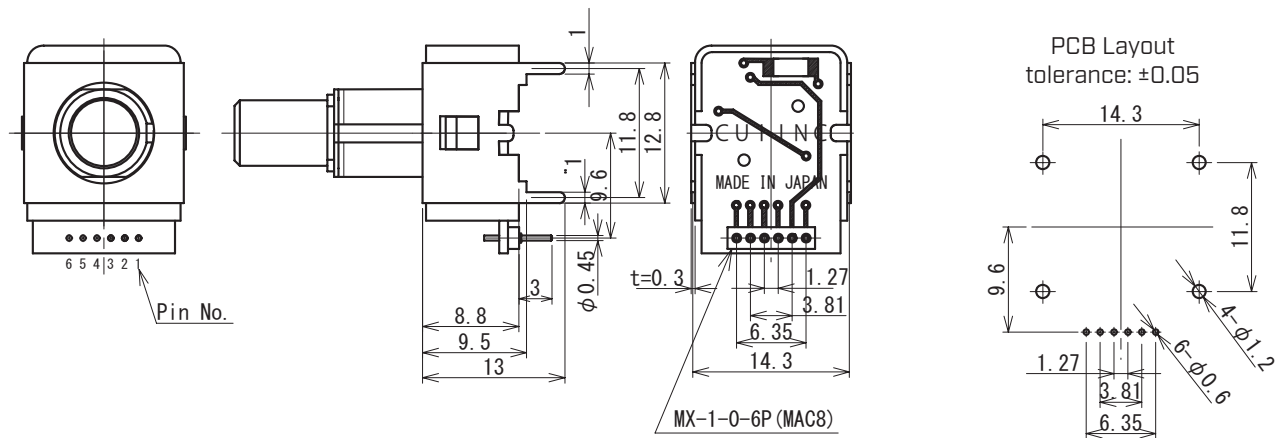 6 5 4 3 2 1
Pin No.
1
11.8
12.8
9.6
"1
φ0.45
3
8.8
9.5
13
CUI INC
MADE IN JAPAN
t=0.3
1.27
3.81
6.35
14.3
MX-1-0-6P(MAC8)
PCB Layout
tolerance: ±0.05
14.3
11.8
9.6
4-φ1.2
6-φ0.6
1.27
3.81
6.35